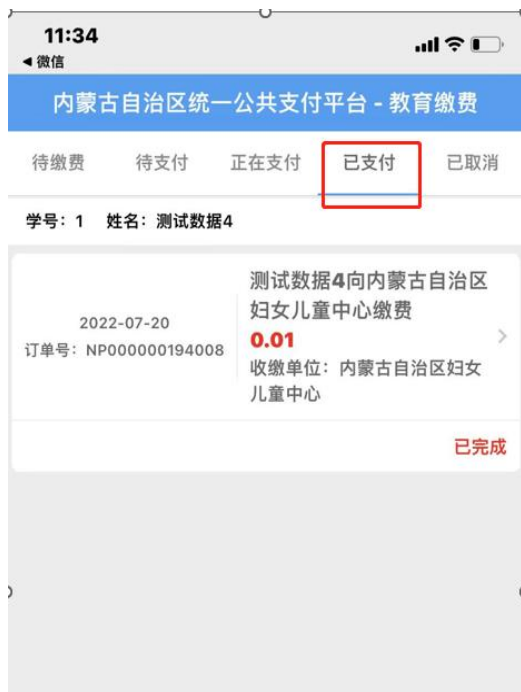 11:34
◀ 微信
内蒙古自治区统一公共支付平台 - 教育缴费
待缴费 待支付 正在支付 已支付 已取消
学号：1 姓名：测试数据4
2022-07-20
订单号：NP000000194008
测试数据4向内蒙古自治区
妇女儿童中心缴费
0.01
收缴单位：内蒙古自治区妇女
儿童中心
已完成